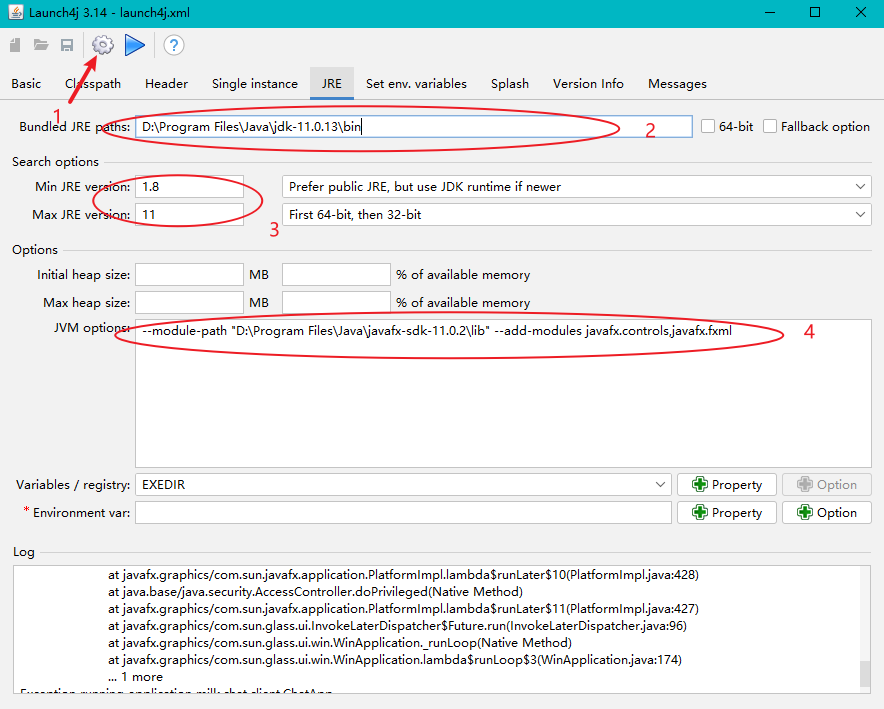 Launch4j 3.14 - launch4j.xml
Basic Classpath Header Single instance JRE Set env. variables Splash Version Info Messages
1
Bundled JRE paths: D:\Program Files\Java\jdk-11.0.13\bin 2 64-bit Fallback option
Search options
Min JRE version: 1.8 Prefer public JRE, but use JDK runtime if newer
Max JRE version: 11 First 64-bit, then 32-bit
3
Options
Initial heap size: MB % of available memory
Max heap size: MB % of available memory
JVM options: --module-path "D:\Program Files\Java\javafx-sdk-11.0.2\lib" --add-modules javafx.controls,javafx.fxml 4
Variables / registry: EXEDIR Property Option
* Environment var: Property Option
Log
at javafx.graphics/com.sun.javafx.application.PlatformImpl.lambda$runLater$10(PlatformImpl.java:428)
at java.base/java.security.AccessController.doPrivileged(Native Method)
at javafx.graphics/com.sun.javafx.application.PlatformImpl.lambda$runLater$11(PlatformImpl.java:427)
at javafx.graphics/com.sun.glass.ui.InvokeLaterDispatcher$Future.run(InvokeLaterDispatcher.java:96)
at javafx.graphics/com.sun.glass.ui.win.WinApplication._runLoop(Native Method)
at javafx.graphics/com.sun.glass.ui.win.WinApplication.lambda$runLoop$3(WinApplication.java:174)
... 1 more
Exception running application milk.chat.client.ChatApp